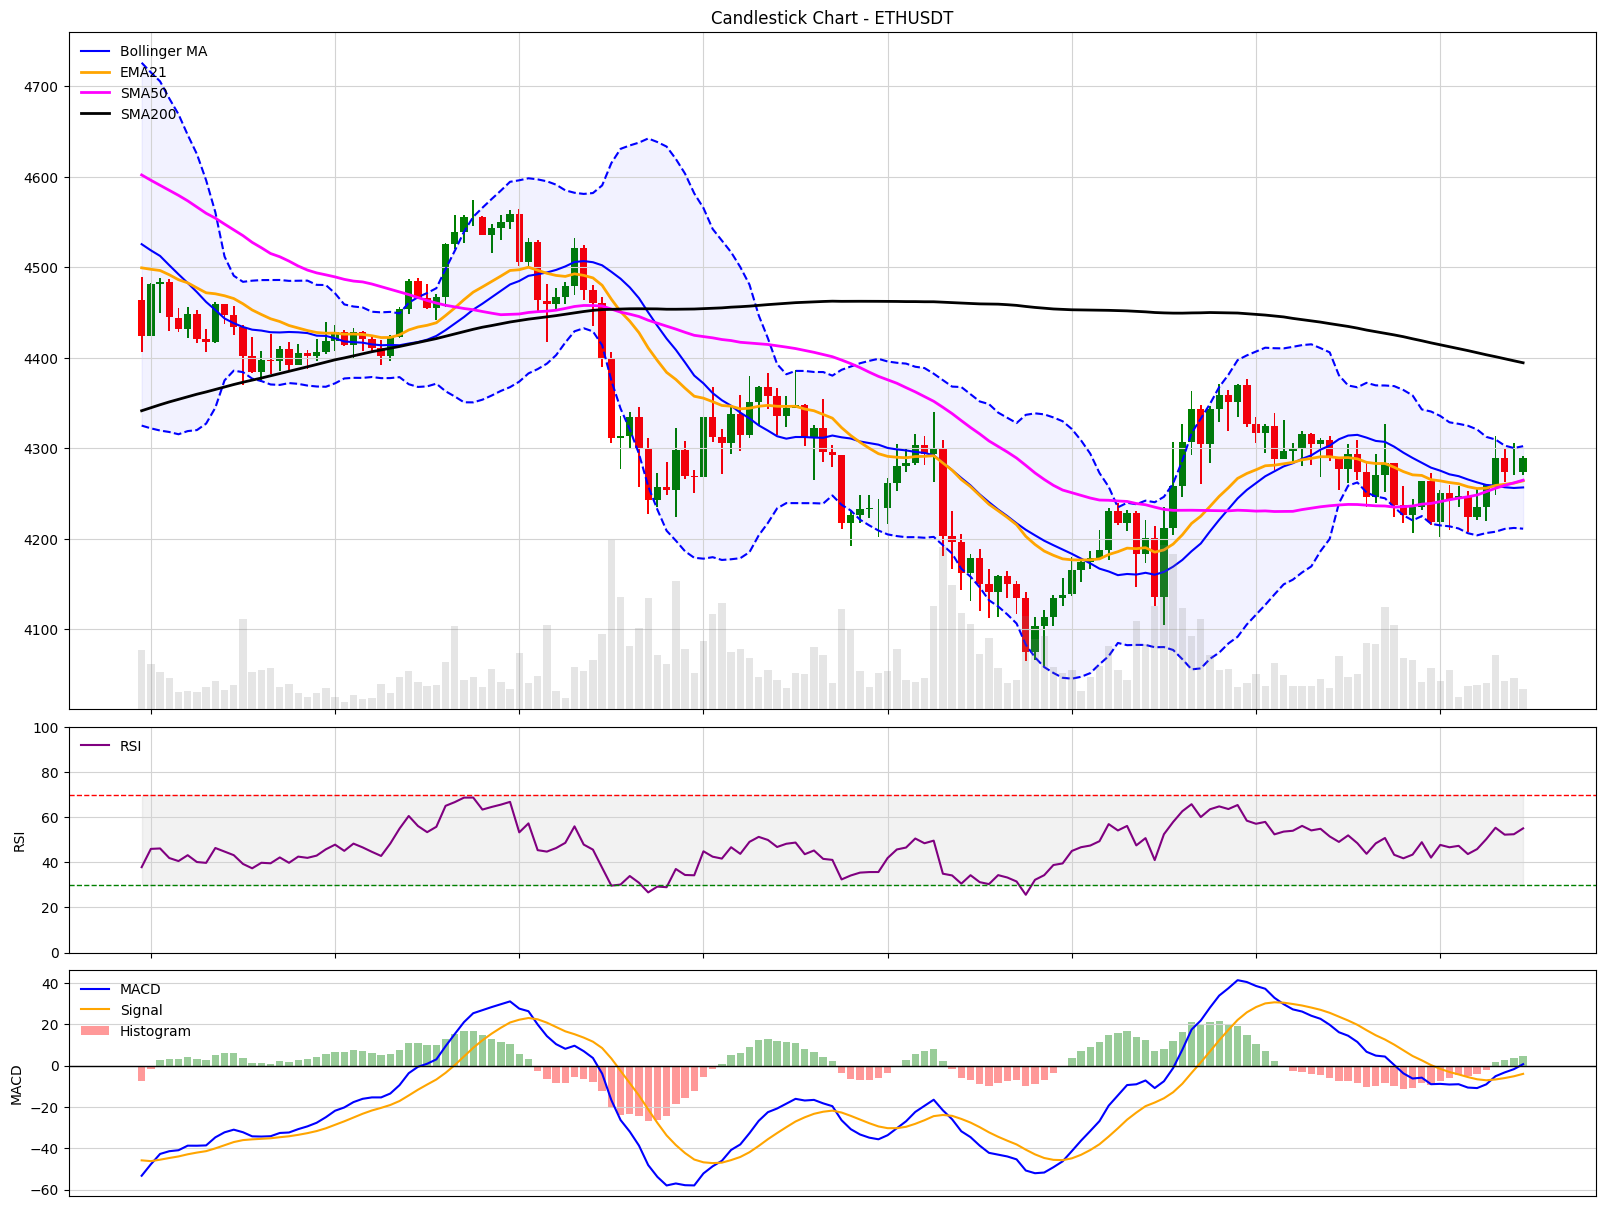 Candlestick Chart - ETHUSDT
Bollinger MA
EMA21
SMA50
SMA200
4700
4600
4500
4400
4300
4200
4100
RSI
100
80
60
40
20
0
RSI
MACD
Signal
Histogram
40
20
0
−20
−40
−60
MACD